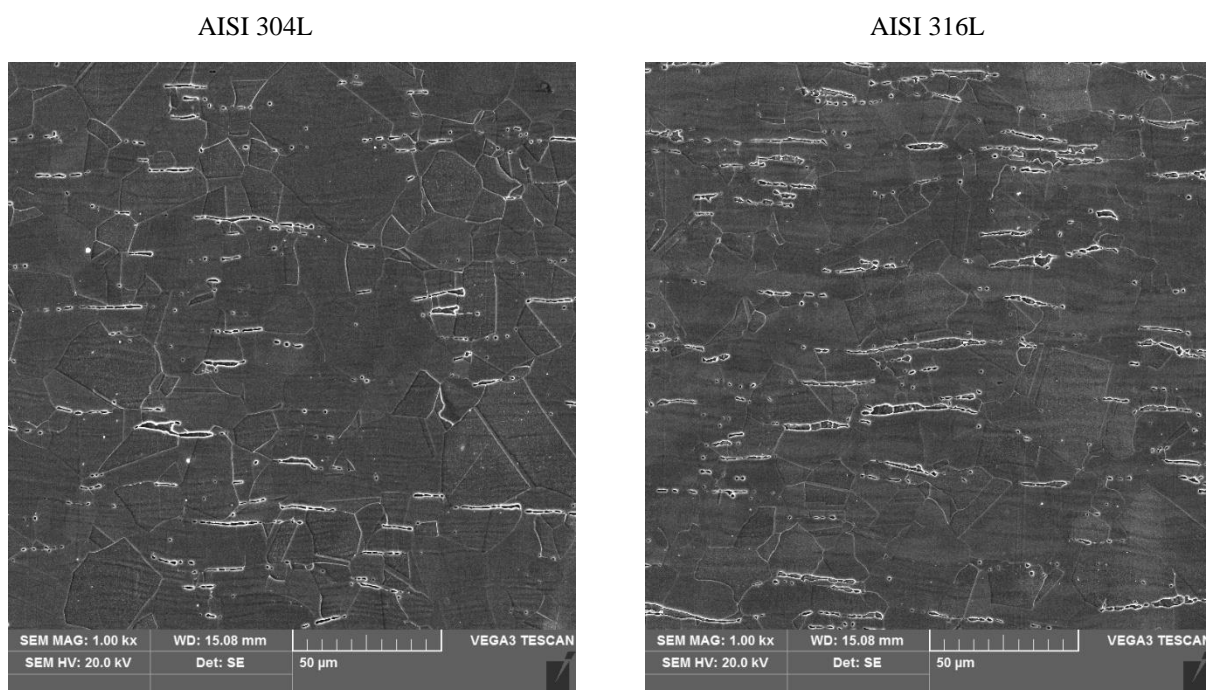 AISI 304L
AISI 316L
SEM MAG: 1.00 kx
WD: 15.08 mm
VEGA3 TESCAN
SEM HV: 20.0 kV
Det: SE
50 µm
SEM MAG: 1.00 kx
WD: 15.08 mm
VEGA3 TESCAN
SEM HV: 20.0 kV
Det: SE
50 µm